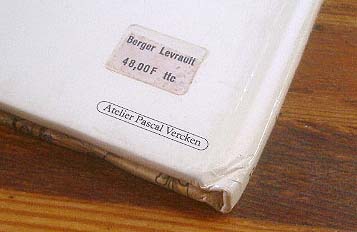 Berger Levrault
48,00F ttc
Atelier Pascal Vercken